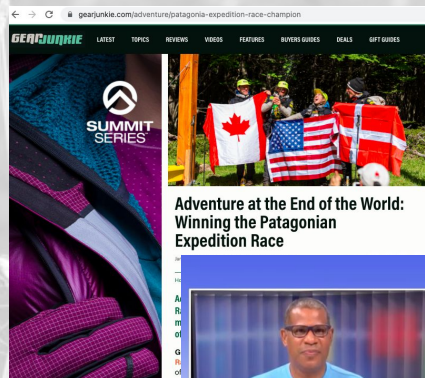 gearjunkie.com/adventure/patagonia-expedition-race-champion
GEARJUNKIE
LATEST TOPICS REVIEWS VIDEOS FEATURES BUYERS GUIDES DEALS GIFT GUIDES
SUMMIT
SERIES
Adventure at the End of the World:
Winning the Patagonian
Expedition Race